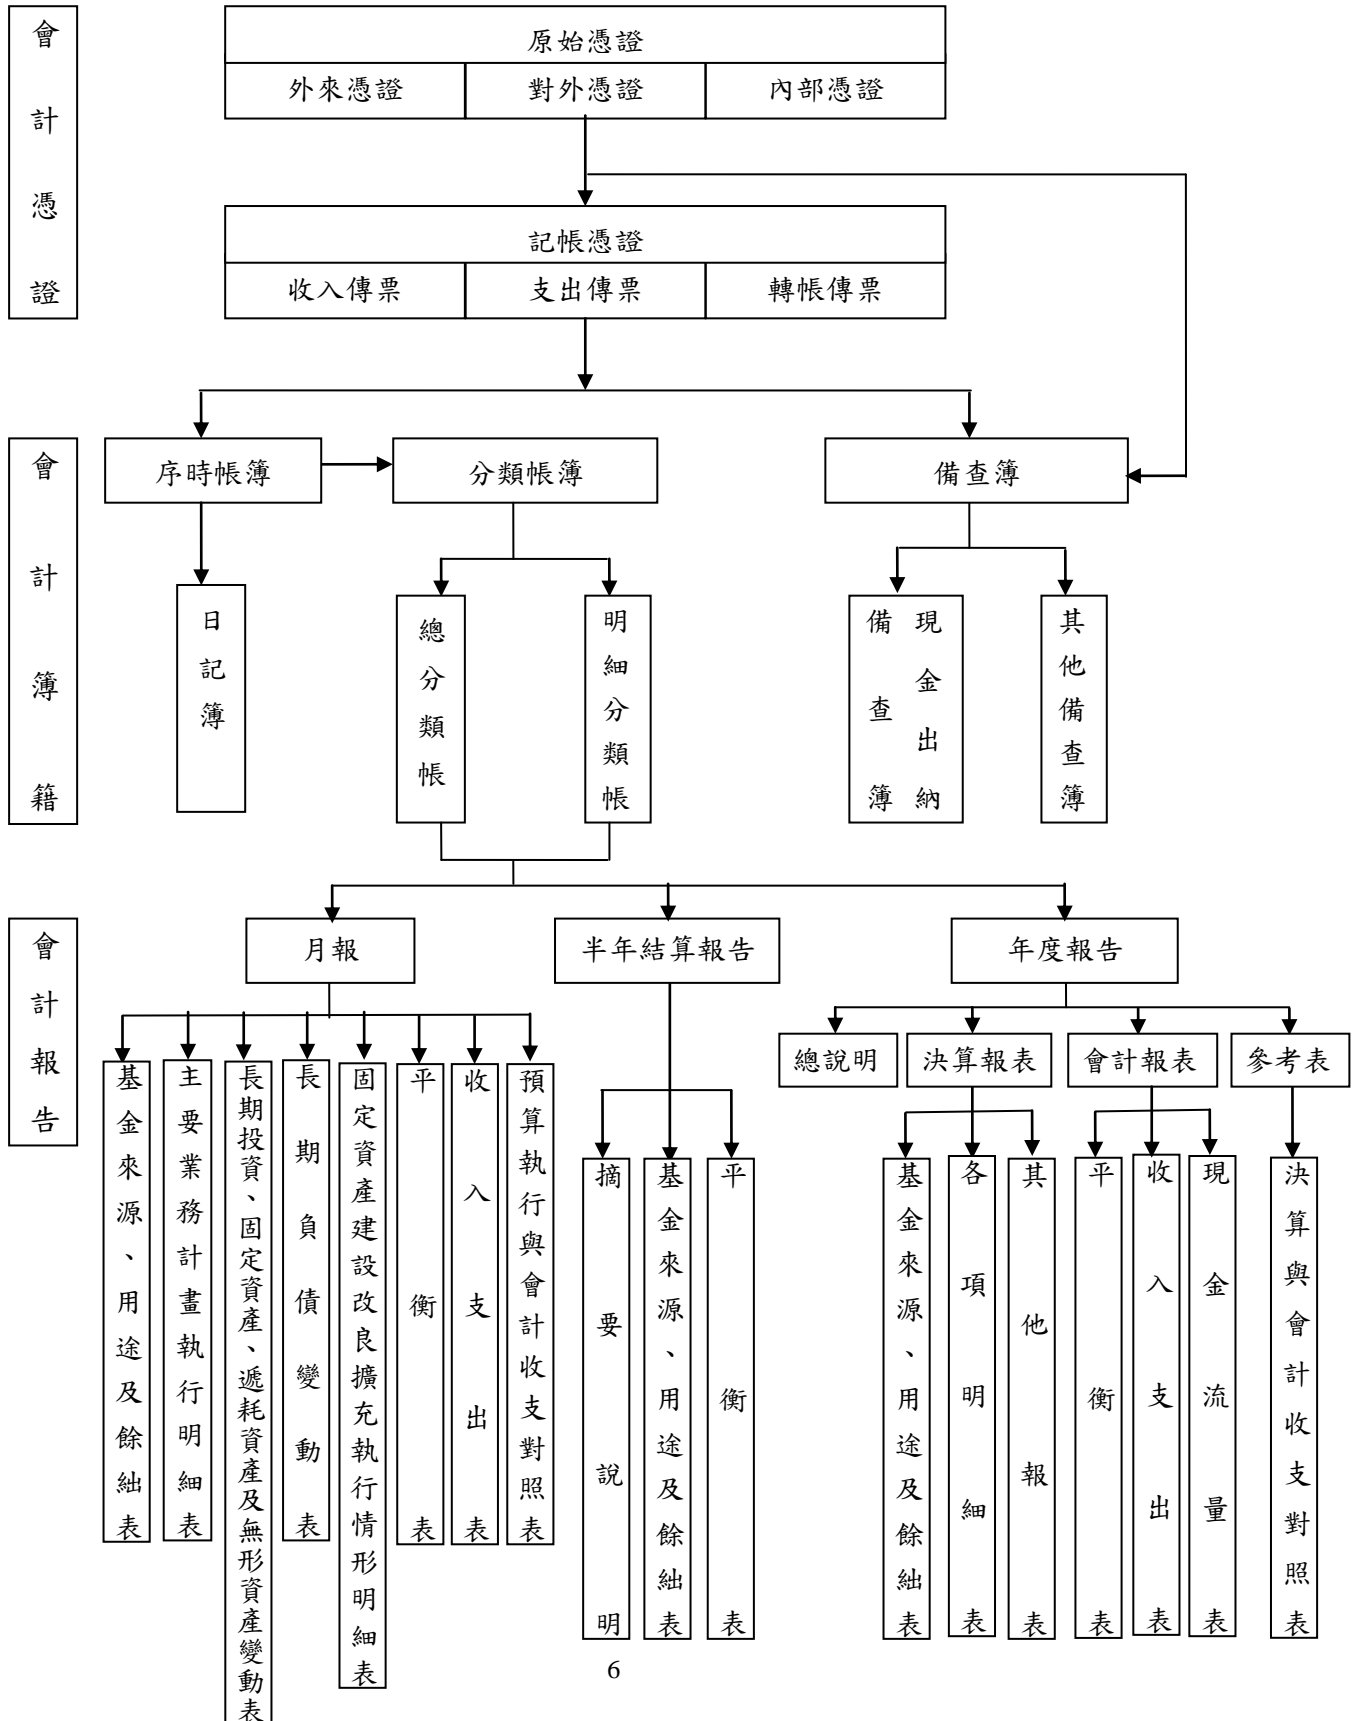 會計憑證
原始憑證
外來憑證
對外憑證
內部憑證
記帳憑證
收入傳票
支出傳票
轉帳傳票
會計簿籍
序時帳簿
分類帳簿
備查簿
日記簿
總分類帳
明細分類帳
現金出納
備查簿
其他備查簿
會計報告
月報
半年結算報告
年度報告
總說明
決算報表
會計報表
參考表
基金來源、用途及餘絀表
主要業務計畫執行明細表
長期投資、固定資產、遞耗資產及無形資產變動表
長期負債變動表
固定資產建設改良擴充執行情形明細表
平衡表
收入支出表
預算執行與會計收支對照表
摘要說明
基金來源、用途及餘絀表
平衡表
基金來源、用途及餘絀表
各項明細表
其他報表
平衡表
收入支出表
現金流量表
決算與會計收支對照表
6